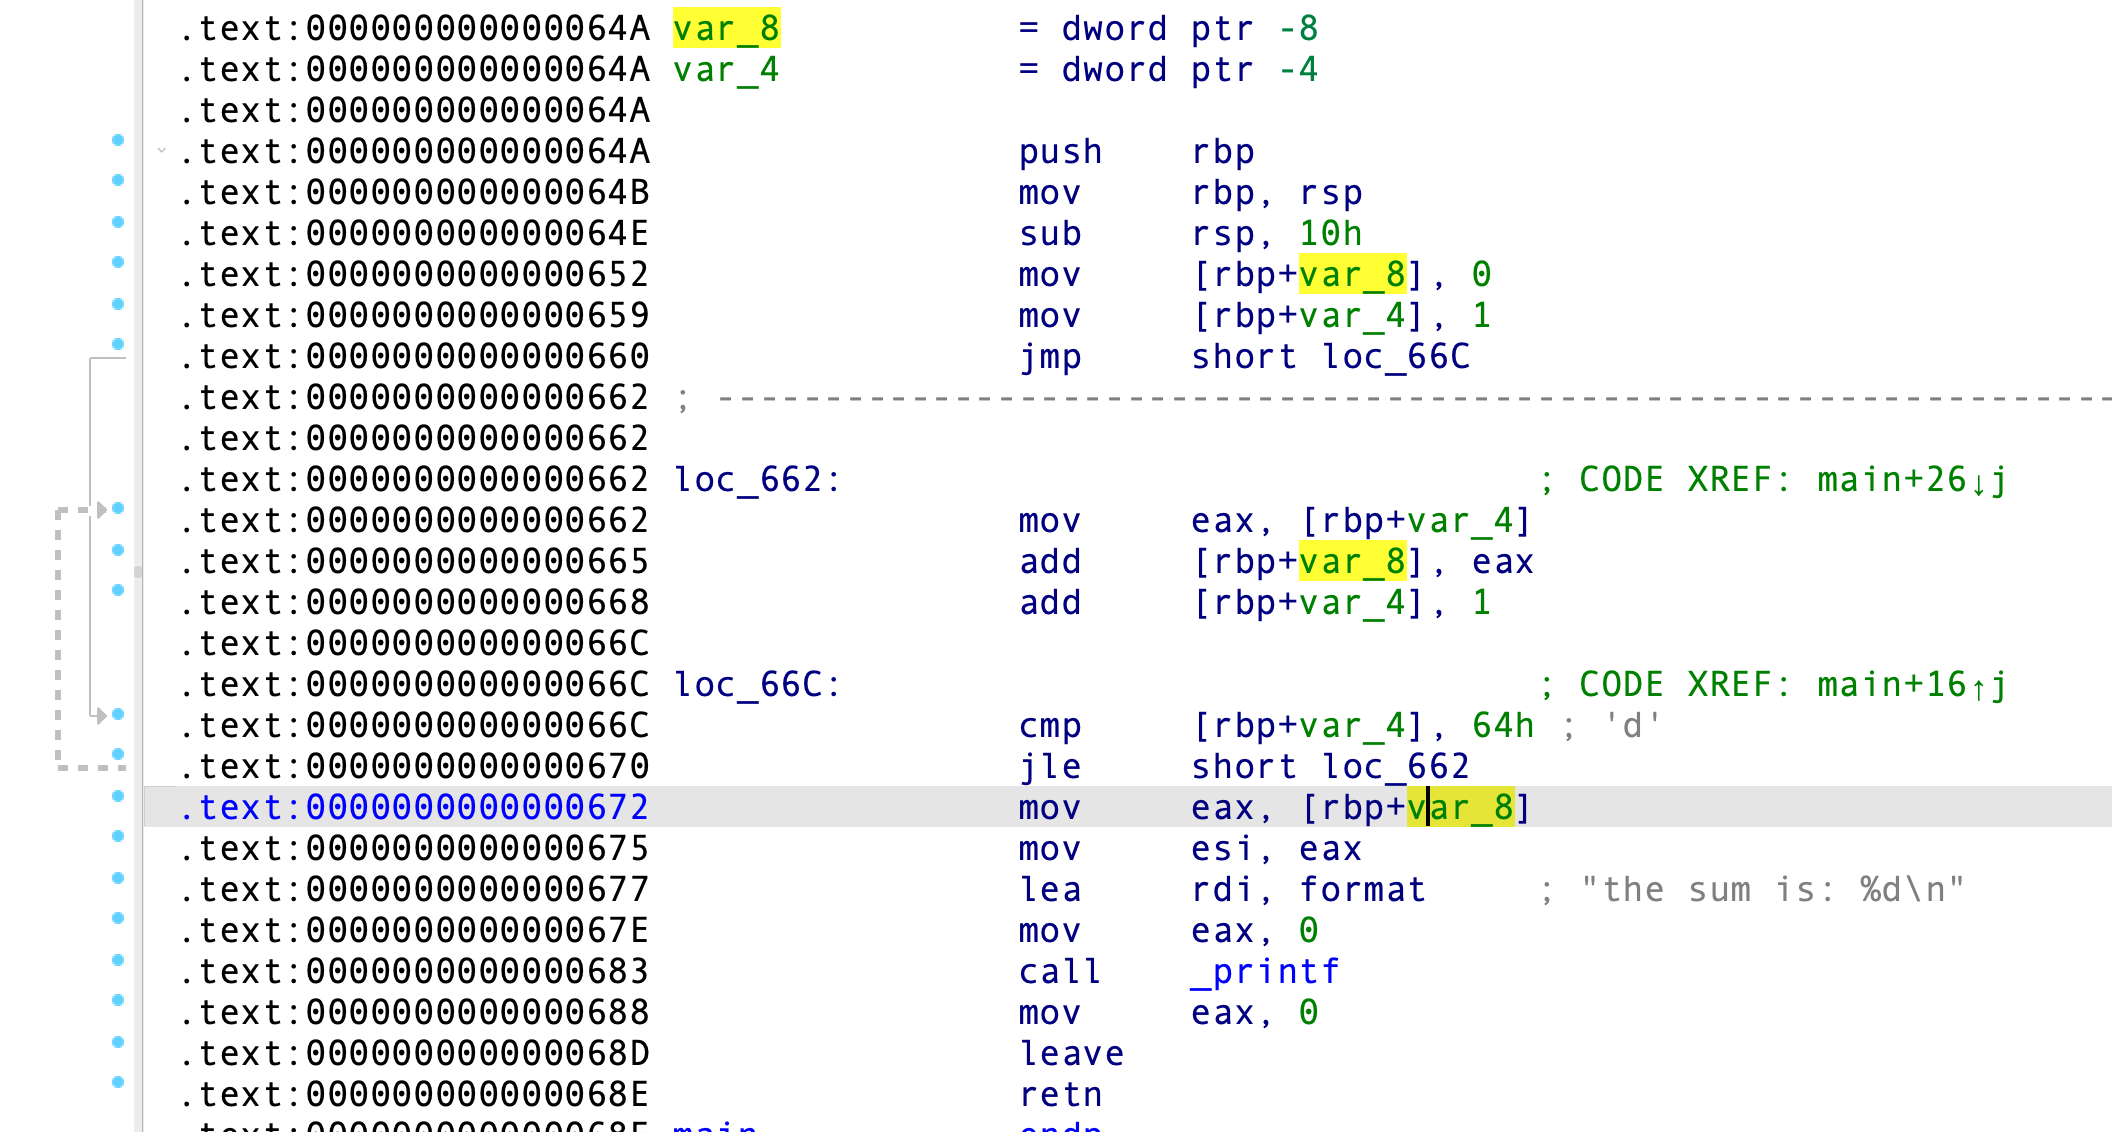 .text:000000000000064A var_8 = dword ptr -8
.text:000000000000064A var_4 = dword ptr -4
.text:000000000000064A
.text:000000000000064A push rbp
.text:000000000000064B mov rbp, rsp
.text:000000000000064E sub rsp, 10h
.text:0000000000000652 mov [rbp+var_8], 0
.text:0000000000000659 mov [rbp+var_4], 1
.text:0000000000000660 jmp short loc_66C
.text:0000000000000662 ; -----------------------------------------------------------------
.text:0000000000000662
.text:0000000000000662 loc_662: ; CODE XREF: main+26↓j
.text:0000000000000662 mov eax, [rbp+var_4]
.text:0000000000000665 add [rbp+var_8], eax
.text:0000000000000668 add [rbp+var_4], 1
.text:000000000000066C
.text:000000000000066C loc_66C: ; CODE XREF: main+16↑j
.text:000000000000066C cmp [rbp+var_4], 64h ; 'd'
.text:0000000000000670 jle short loc_662
.text:0000000000000672 mov eax, [rbp+var_8]
.text:0000000000000675 mov esi, eax
.text:0000000000000677 lea rdi, format ; "the sum is: %d\n"
.text:000000000000067E mov eax, 0
.text:0000000000000683 call _printf
.text:0000000000000688 mov eax, 0
.text:000000000000068D leave
.text:000000000000068E retn
.text:000000000000068E main endp